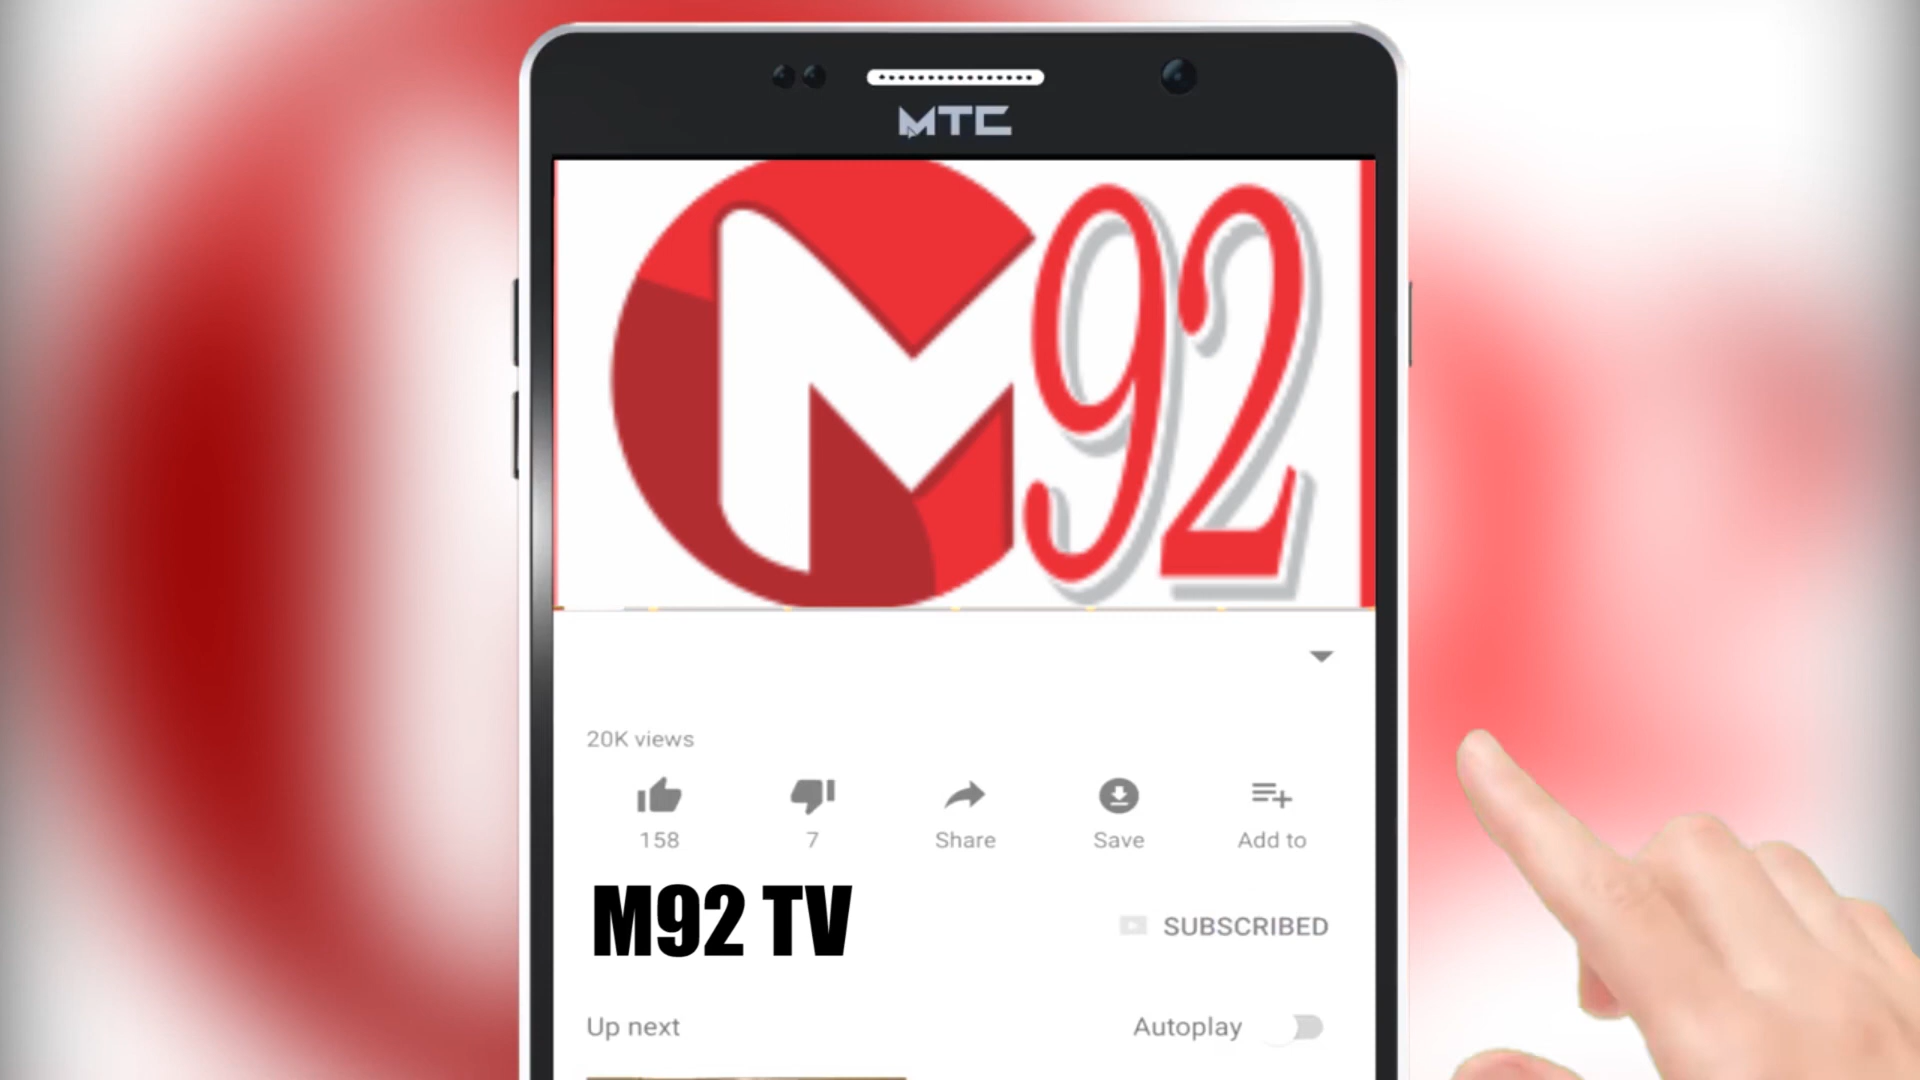 MTC
M92
20K views
158 7 Share Save Add to
M92 TV
SUBSCRIBED
Up next Autoplay